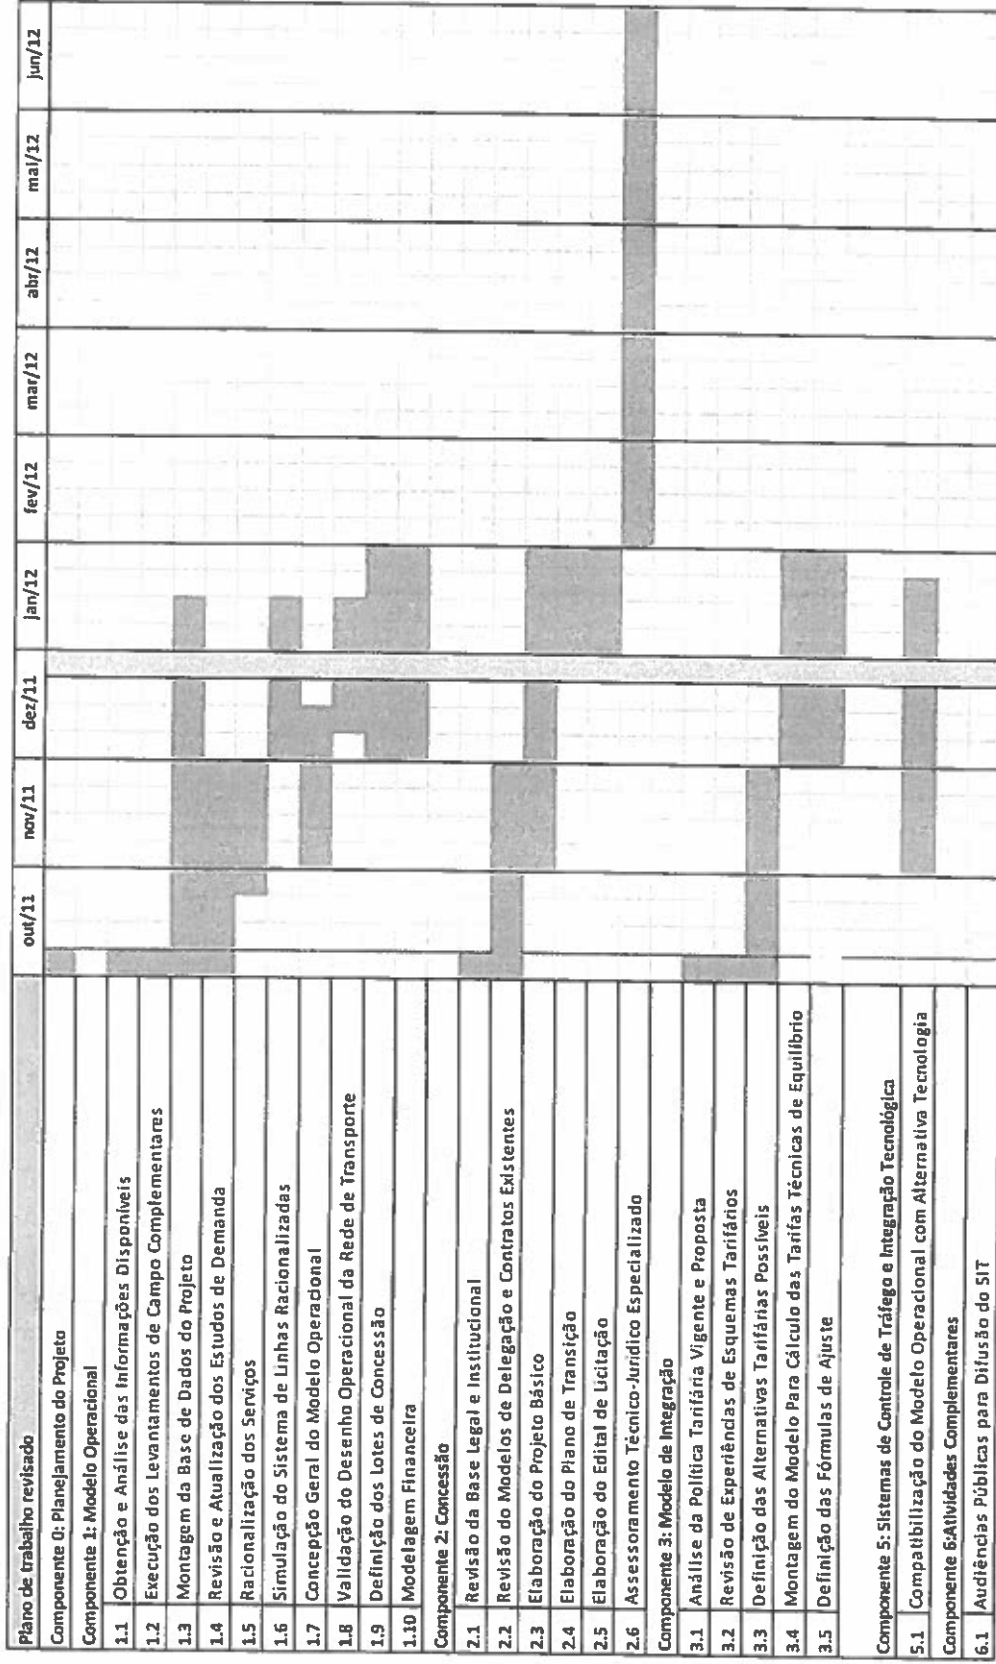 Plano de trabalho revisado out/11 nov/11 dez/11 jan/12 fev/12 mar/12 abr/12 mai/12 jun/12
Componente 0: Planejamento do Projeto
Componente 1: Modelo Operacional
1.1 Obtenção e Análise das Informações Disponíveis
1.2 Execução dos Levantamentos de Campo Complementares
1.3 Montagem da Base de Dados do Projeto
1.4 Revisão e Atualização dos Estudos de Demanda
1.5 Racionalização dos Serviços
1.6 Simulação do Sistema de Linhas Racionalizadas
1.7 Concepção Geral do Modelo Operacional
1.8 Validação do Desenho Operacional da Rede de Transporte
1.9 Definição dos Lotes de Concessão
1.10 Modelagem Financeira
Componente 2: Concessão
2.1 Revisão da Base Legal e Institucional
2.2 Revisão do Modelos de Delegação e Contratos Existentes
2.3 Elaboração do Projeto Básico
2.4 Elaboração do Plano de Transição
2.5 Elaboração do Edital de Licitação
2.6 Assessoramento Técnico-Jurídico Especializado
Componente 3: Modelo de Integração
3.1 Análise da Política Tarifária Vigente e Proposta
3.2 Revisão de Experiências de Esquemas Tarifários
3.3 Definição das Alternativas Tarifárias Possíveis
3.4 Montagem do Modelo Para Cálculo das Tarifas Técnicas de Equilíbrio
3.5 Definição das Fórmulas de Ajuste
Componente 5: Sistemas de Controle de Tráfego e Integração Tecnológica
5.1 Compatibilização do Modelo Operacional com Alternativa Tecnologia
Componente 6:Atividades Complementares
6.1 Audiências Públicas para Difusão do SIT